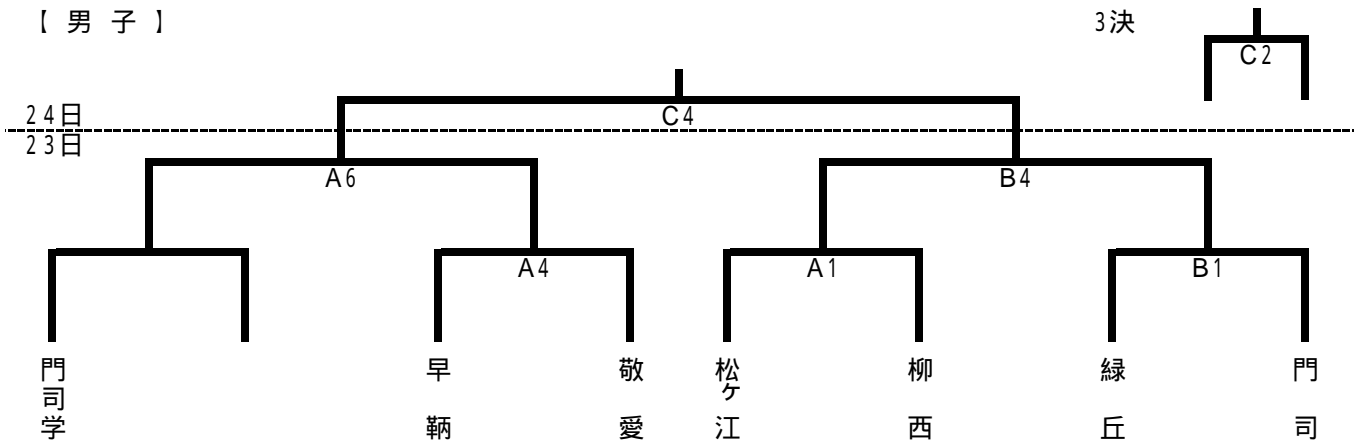 【 男 子 】
3決
C2
24日
C4
23日
A6
B4
A4
A1
B1
門司学
早鞆
敬愛
松ヶ江
柳西
緑丘
門司